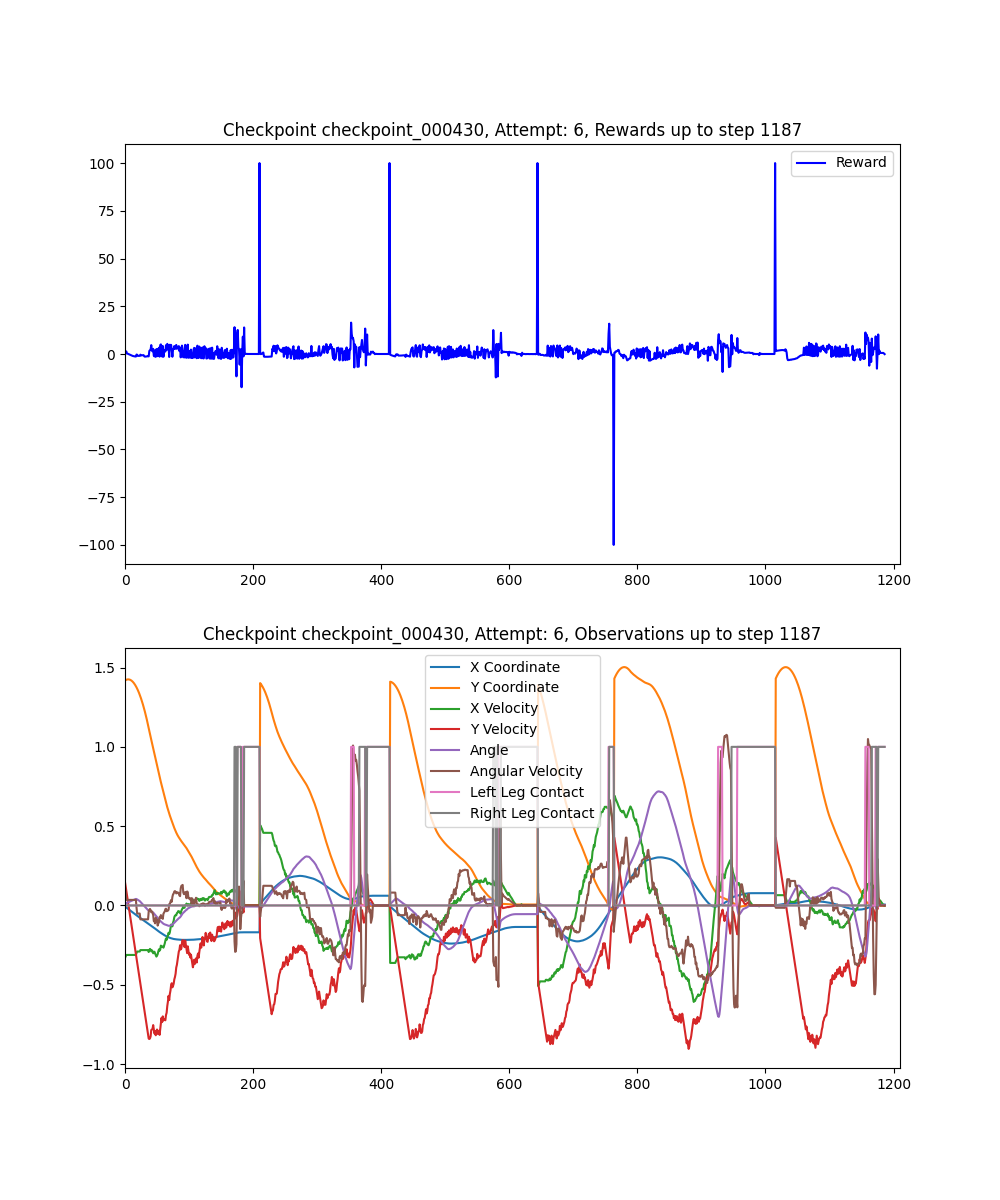 Checkpoint checkpoint_000430, Attempt: 6, Rewards up to step 1187
100
75
50
25
0
−25
−50
−75
−100
Reward
0 200 400 600 800 1000 1200
Checkpoint checkpoint_000430, Attempt: 6, Observations up to step 1187
1.5
1.0
0.5
0.0
−0.5
−1.0
X Coordinate
Y Coordinate
X Velocity
Y Velocity
Angle
Angular Velocity
Left Leg Contact
Right Leg Contact
0 200 400 600 800 1000 1200